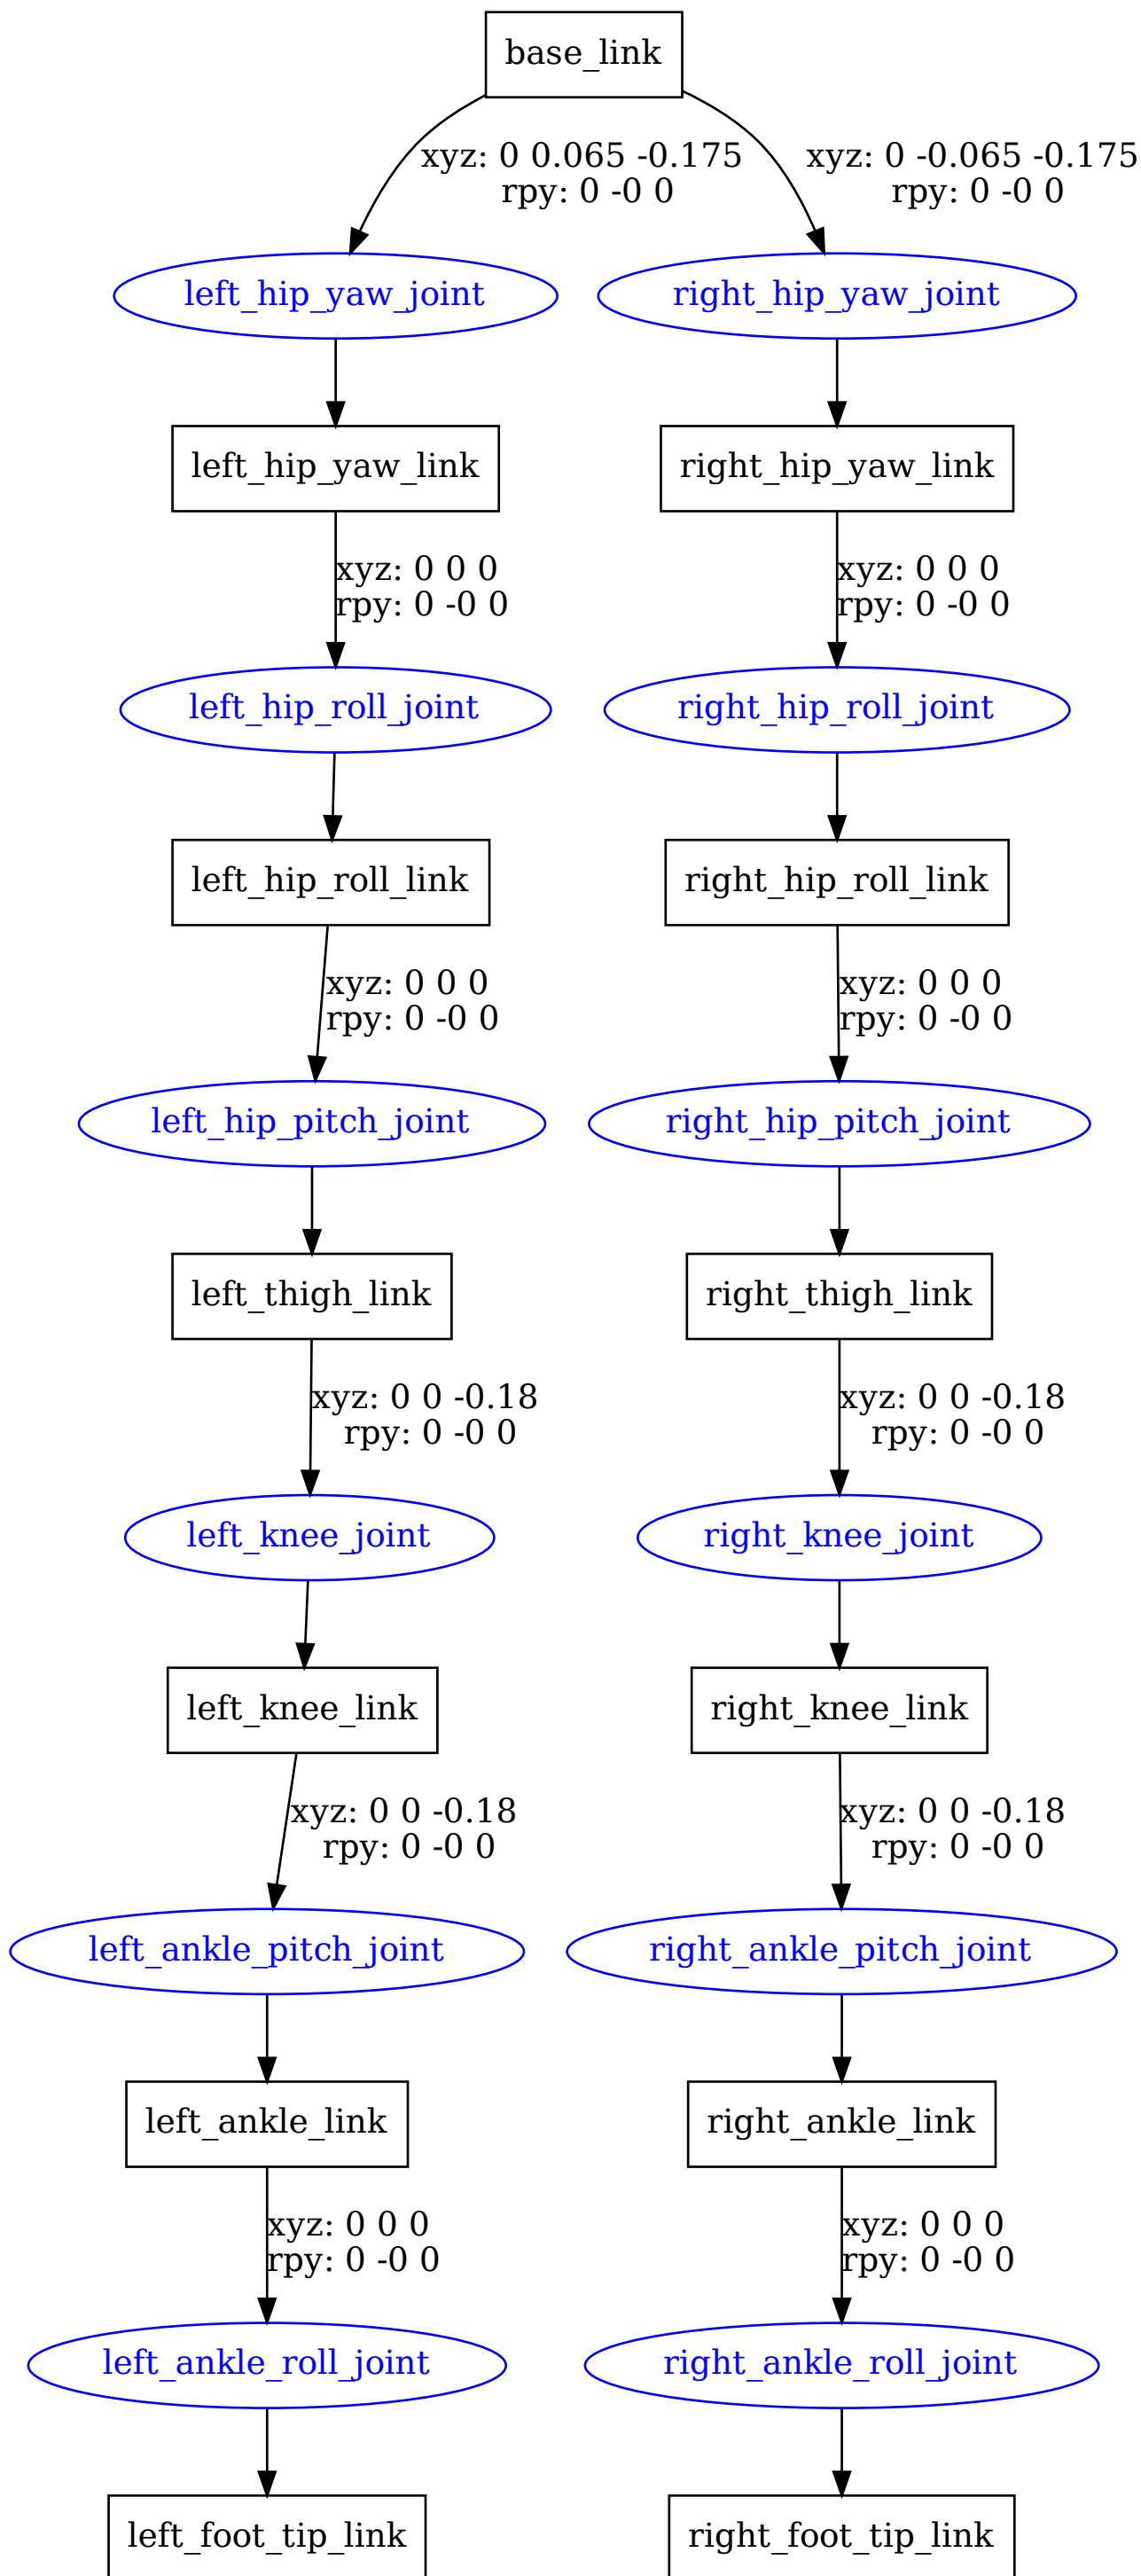 base_link
xyz: 0 0.065 -0.175
rpy: 0 -0 0
xyz: 0 -0.065 -0.175
rpy: 0 -0 0
left_hip_yaw_joint
right_hip_yaw_joint
left_hip_yaw_link
right_hip_yaw_link
xyz: 0 0 0
rpy: 0 -0 0
xyz: 0 0 0
rpy: 0 -0 0
left_hip_roll_joint
right_hip_roll_joint
left_hip_roll_link
right_hip_roll_link
xyz: 0 0 0
rpy: 0 -0 0
xyz: 0 0 0
rpy: 0 -0 0
left_hip_pitch_joint
right_hip_pitch_joint
left_thigh_link
right_thigh_link
xyz: 0 0 -0.18
rpy: 0 -0 0
xyz: 0 0 -0.18
rpy: 0 -0 0
left_knee_joint
right_knee_joint
left_knee_link
right_knee_link
xyz: 0 0 -0.18
rpy: 0 -0 0
xyz: 0 0 -0.18
rpy: 0 -0 0
left_ankle_pitch_joint
right_ankle_pitch_joint
left_ankle_link
right_ankle_link
xyz: 0 0 0
rpy: 0 -0 0
xyz: 0 0 0
rpy: 0 -0 0
left_ankle_roll_joint
right_ankle_roll_joint
left_foot_tip_link
right_foot_tip_link